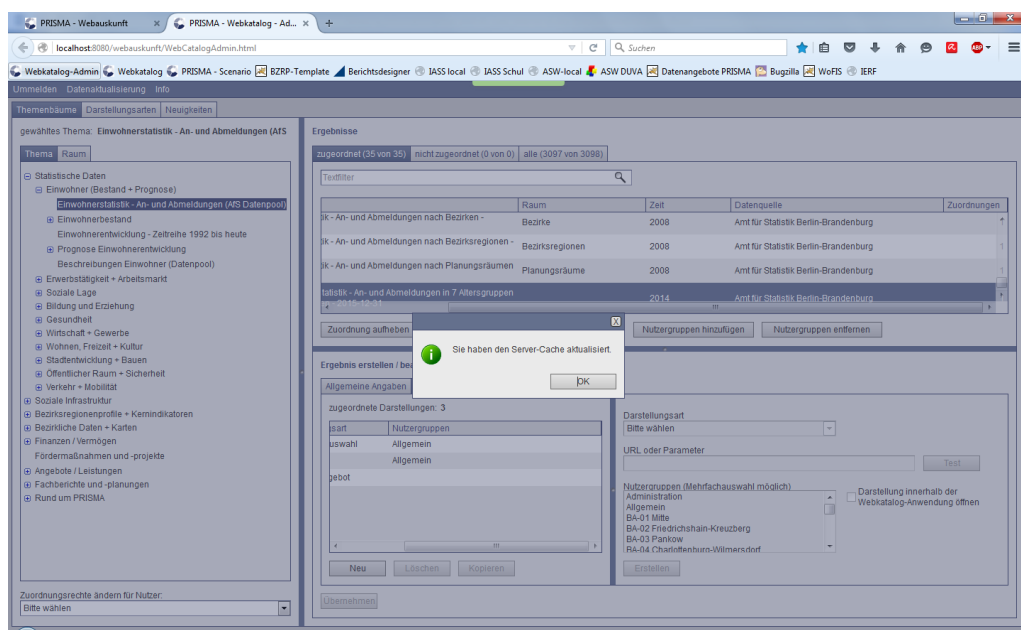 PRISMA - Webauskunft
PRISMA - Webkatalog - Ad...
localhost:8080/webauskunft/WebCatalogAdmin.html
Suchen
ABP
Webkatalog-Admin Webkatalog PRISMA - Scenario BZRP-Template Berichtsdesigner IASS local IASS Schul ASW-local ASW DUVA Datenangebote PRISMA Bugzilla WoFIS IERF
Ummelden Datenaktualisierung Info
Themenbäume Darstellungsarten Neuigkeiten
gewähltes Thema: Einwohnerstatistik - An- und Abmeldungen (AfS
Thema Raum
Statistische Daten
Einwohner (Bestand + Prognose)
Einwohnerstatistik - An- und Abmeldungen (AfS Datenpool)
Einwohnerbestand
Einwohnerentwicklung - Zeitreihe 1992 bis heute
Prognose Einwohnerentwicklung
Beschreibungen Einwohner (Datenpool)
Erwerbstätigkeit + Arbeitsmarkt
Soziale Lage
Bildung und Erziehung
Gesundheit
Wirtschaft + Gewerbe
Wohnen, Freizeit + Kultur
Stadtentwicklung + Bauen
Öffentlicher Raum + Sicherheit
Verkehr + Mobilität
Soziale Infrastruktur
Bezirksregionenprofile + Kernindikatoren
Bezirkliche Daten + Karten
Finanzen / Vermögen
Fördermaßnahmen und -projekte
Angebote / Leistungen
Fachberichte und -planungen
Rund um PRISMA
Zuordnungsrechte ändern für Nutzer:
Bitte wählen
Ergebnisse
zugeordnet (35 von 35) nicht zugeordnet (0 von 0) alle (3097 von 3098)
Textfilter
Raum Zeit Datenquelle Zuordnungen
ik - An- und Abmeldungen nach Bezirken - Bezirke 2008 Amt für Statistik Berlin-Brandenburg 1
ik - An- und Abmeldungen nach Bezirksregionen - Bezirksregionen 2008 Amt für Statistik Berlin-Brandenburg 1
ik - An- und Abmeldungen nach Planungsräumen Planungsräume 2008 Amt für Statistik Berlin-Brandenburg 1
tatistik - An- und Abmeldungen in 7 Altersgruppen
2015-12-31 2014 Amt für Statistik Berlin-Brandenburg
Zuordnung aufheben Nutzergruppen hinzufügen Nutzergruppen entfernen
Sie haben den Server-Cache aktualisiert.
OK
Ergebnis erstellen / bea
Allgemeine Angaben
zugeordnete Darstellungen: 3
gsart Nutzergruppen
uswahl Allgemein
Allgemein
gebot
Neu Löschen Kopieren
Übernehmen
Darstellungsart
Bitte wählen
URL oder Parameter
Test
Nutzergruppen (Mehrfachauswahl möglich)
Administration
Allgemein
BA-01 Mitte
BA-02 Friedrichshain-Kreuzberg
BA-03 Pankow
BA-04 Charlottenburg-Wilmersdorf
Darstellung innerhalb der
Webkatalog-Anwendung öffnen
Erstellen